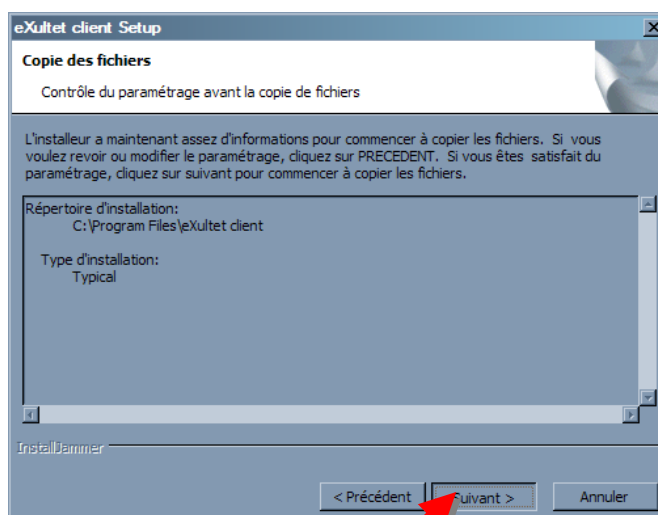 eXultet client Setup
Copie des fichiers
Contrôle du paramétrage avant la copie de fichiers
L'installeur a maintenant assez d'informations pour commencer à copier les fichiers. Si vous
voulez revoir ou modifier le paramétrage, cliquez sur PRECEDENT. Si vous êtes satisfait du
paramétrage, cliquez sur suivant pour commencer à copier les fichiers.
Répertoire d'installation:
C:\Program Files\eXultet client
Type d'installation:
Typical
InstallJammer
< Précédent
Suivant >
Annuler